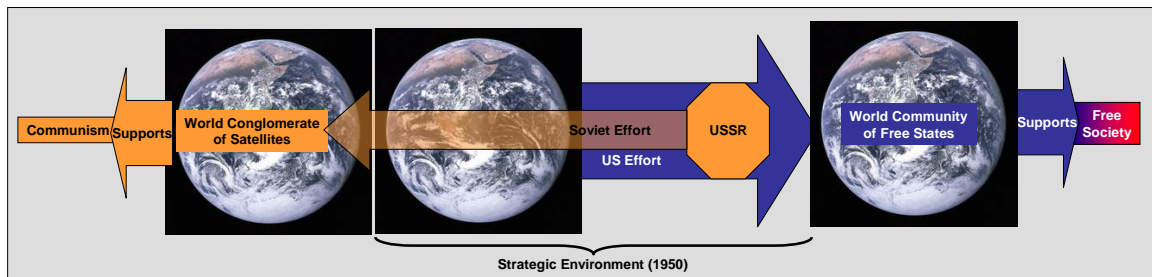 Communism
Supports
World Conglomerate
of Satellites
Soviet Effort
US Effort
USSR
World Community
of Free States
Supports
Free
Society
Strategic Environment (1950)